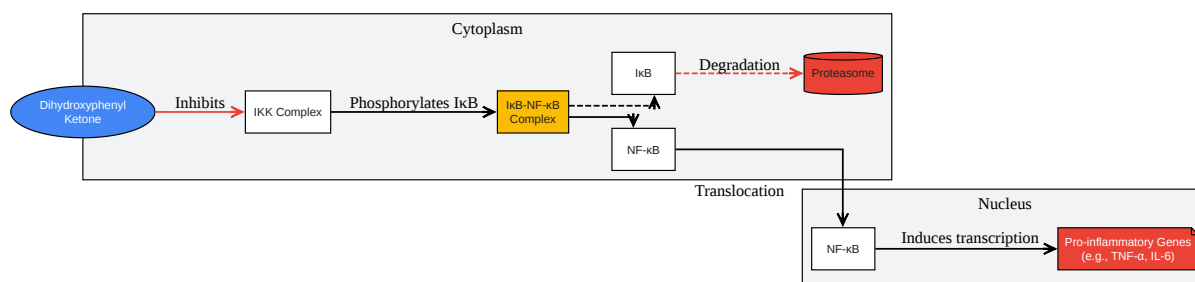 Cytoplasm
Dihydroxyphenyl
Ketone
Inhibits
IKK Complex
Phosphorylates IκB
IκB-NF-κB
Complex
IκB
Degradation
Proteasome
NF-κB
Translocation
Nucleus
NF-κB
Induces transcription
Pro-inflammatory Genes
(e.g., TNF-α, IL-6)